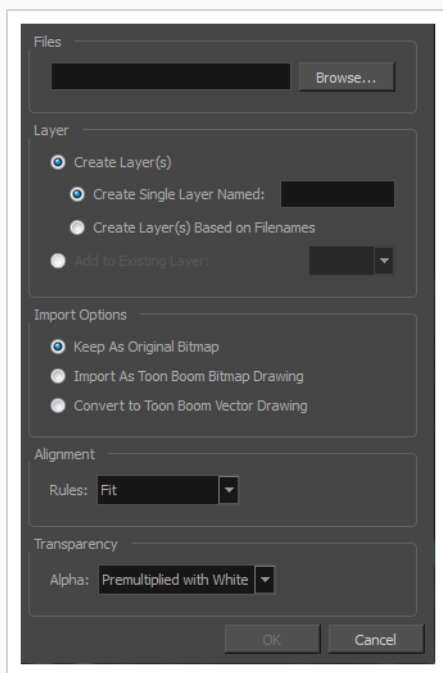 Files
Browse...
Layer
Create Layer(s)
Create Single Layer Named:
Create Layer(s) Based on Filenames
Add to Existing Layer:
Import Options
Keep As Original Bitmap
Import As Toon Boom Bitmap Drawing
Convert to Toon Boom Vector Drawing
Alignment
Rules: Fit
Transparency
Alpha: Premultiplied with White
OK Cancel